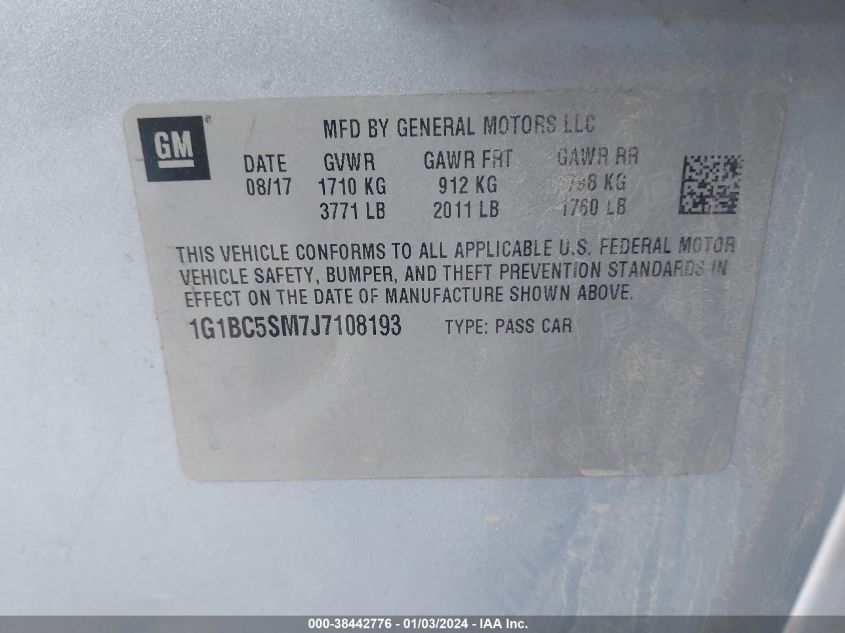 GM®
MFD BY GENERAL MOTORS LLC
DATE GVWR GAWR FRT GAWR RR
08/17 1710 KG 912 KG 798 KG
3771 LB 2011 LB 1760 LB
THIS VEHICLE CONFORMS TO ALL APPLICABLE U.S. FEDERAL MOTOR
VEHICLE SAFETY, BUMPER, AND THEFT PREVENTION STANDARDS IN
EFFECT ON THE DATE OF MANUFACTURE SHOWN ABOVE.
1G1BC5SM7J7108193 TYPE: PASS CAR
000-38442776 - 01/03/2024 - IAA, Inc.